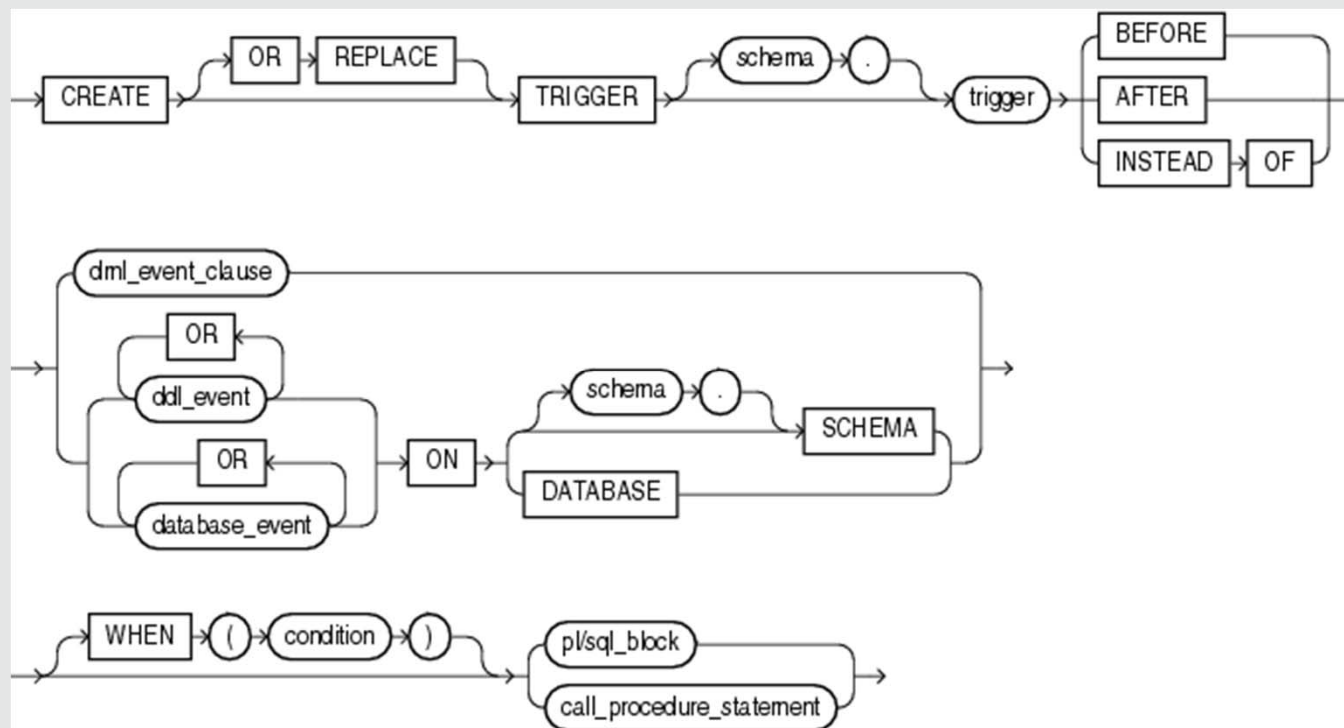 OR REPLACE schema . BEFORE
CREATE TRIGGER trigger AFTER
INSTEAD OF
dml_event_clause
OR
ddl_event schema .
SCHEMA
OR ON
DATABASE
database_event
WHEN ( condition ) pl/sql_block
call_procedure_statement